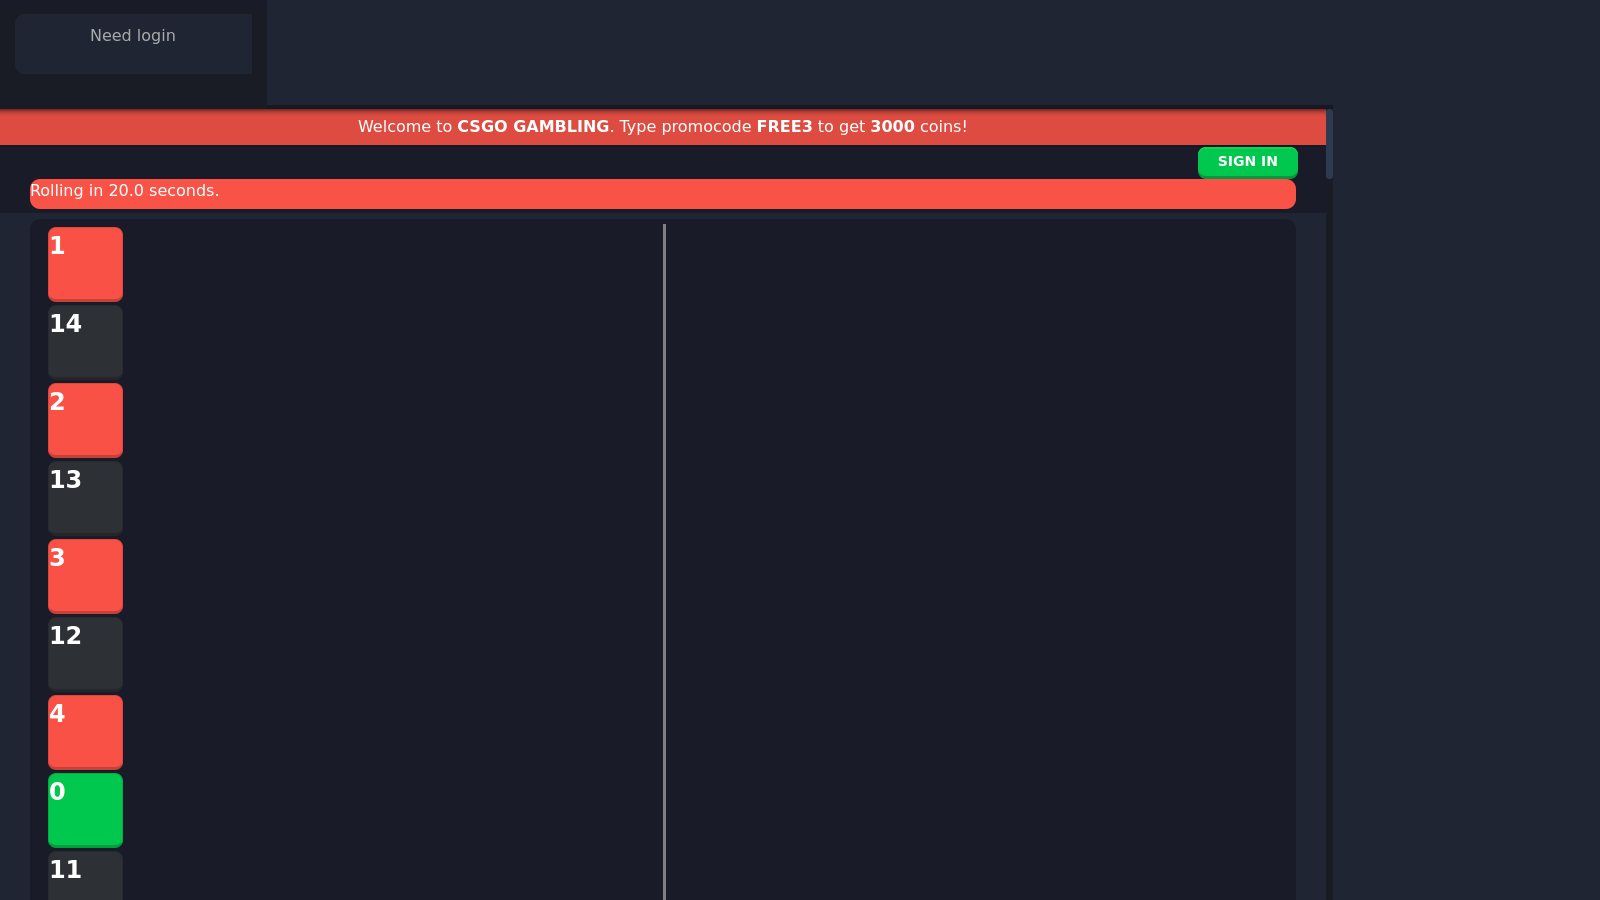 Need login
Welcome to CSGO GAMBLING. Type promocode FREE3 to get 3000 coins!
SIGN IN
Rolling in 20.0 seconds.
1
14
2
13
3
12
4
0
11